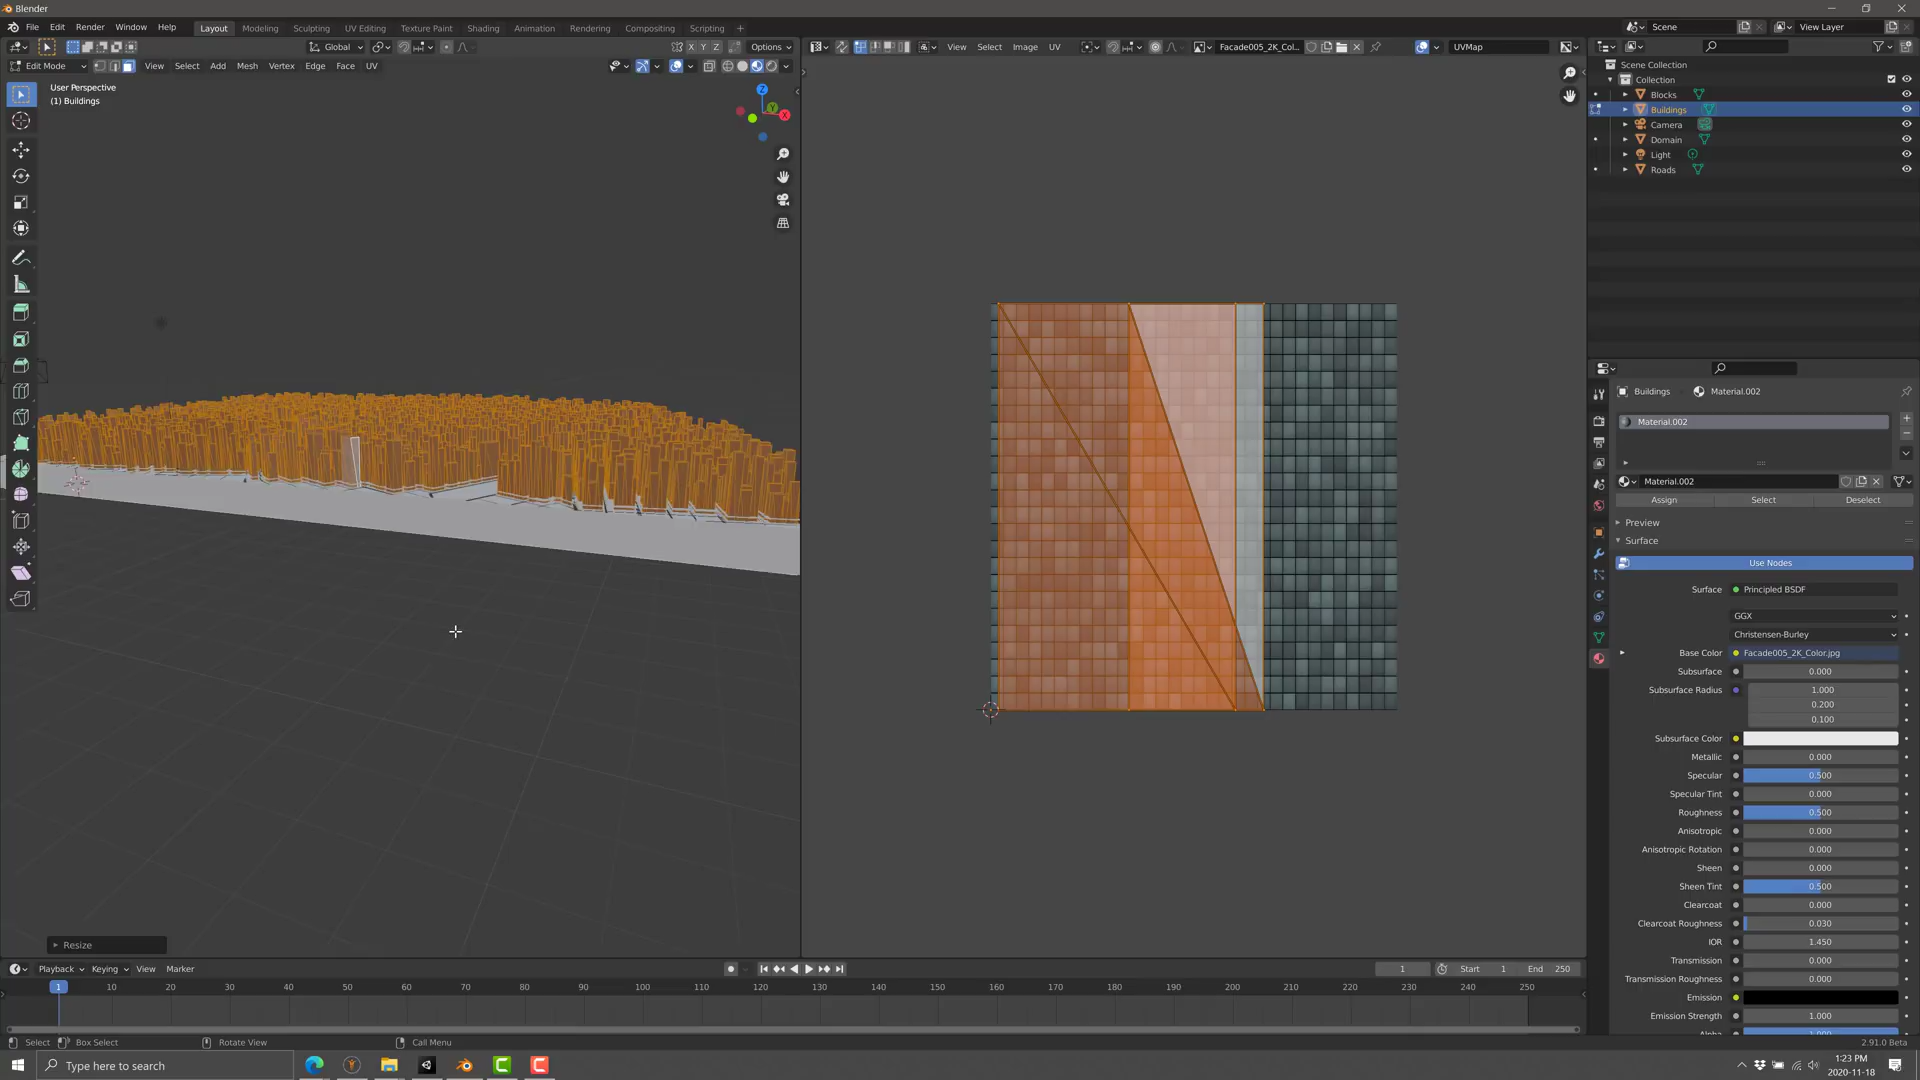 Blender
File Edit Render Window Help
Layout Modeling Sculpting UV Editing Texture Paint Shading Animation Rendering Compositing Scripting +
Scene
View Layer
Global
X Y Z Options
View Select Image UV
Facade005_2K_Col...
UVMap
Edit Mode
View Select Add Mesh Vertex Edge Face UV
User Perspective
(1) Buildings
Z
Y
X
Scene Collection
Collection
Blocks
Buildings
Camera
Domain
Light
Roads
Buildings Material.002
Material.002
Material.002
Assign Select Deselect
Preview
Surface
Use Nodes
Surface Principled BSDF
GGX
Christensen-Burley
Base Color Facade005_2K_Color.jpg
Subsurface 0.000
Subsurface Radius 1.000
0.200
0.100
Subsurface Color
Metallic 0.000
Specular 0.500
Specular Tint 0.000
Roughness 0.500
Anisotropic 0.000
Anisotropic Rotation 0.000
Sheen 0.000
Sheen Tint 0.500
Clearcoat 0.000
Clearcoat Roughness 0.030
IOR 1.450
Transmission 0.000
Transmission Roughness 0.000
Emission
Emission Strength 1.000
Resize
Playback Keying View Marker
1 Start 1 End 250
1 10 20 30 40 50 60 70 80 90 100 110 120 130 140 150 160 170 180 190 200 210 220 230 240 250
Select Box Select Rotate View Call Menu
2.91.0 Beta
Type here to search
1:23 PM
2020-11-18